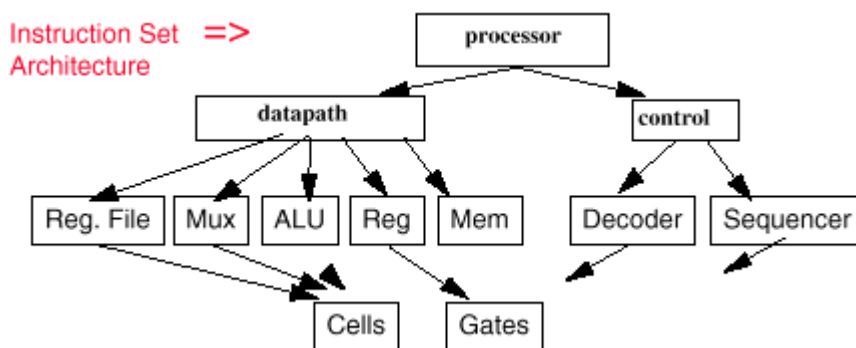 Instruction Set =>
Architecture
processor
datapath
control
Reg. File
Mux
ALU
Reg
Mem
Decoder
Sequencer
Cells
Gates